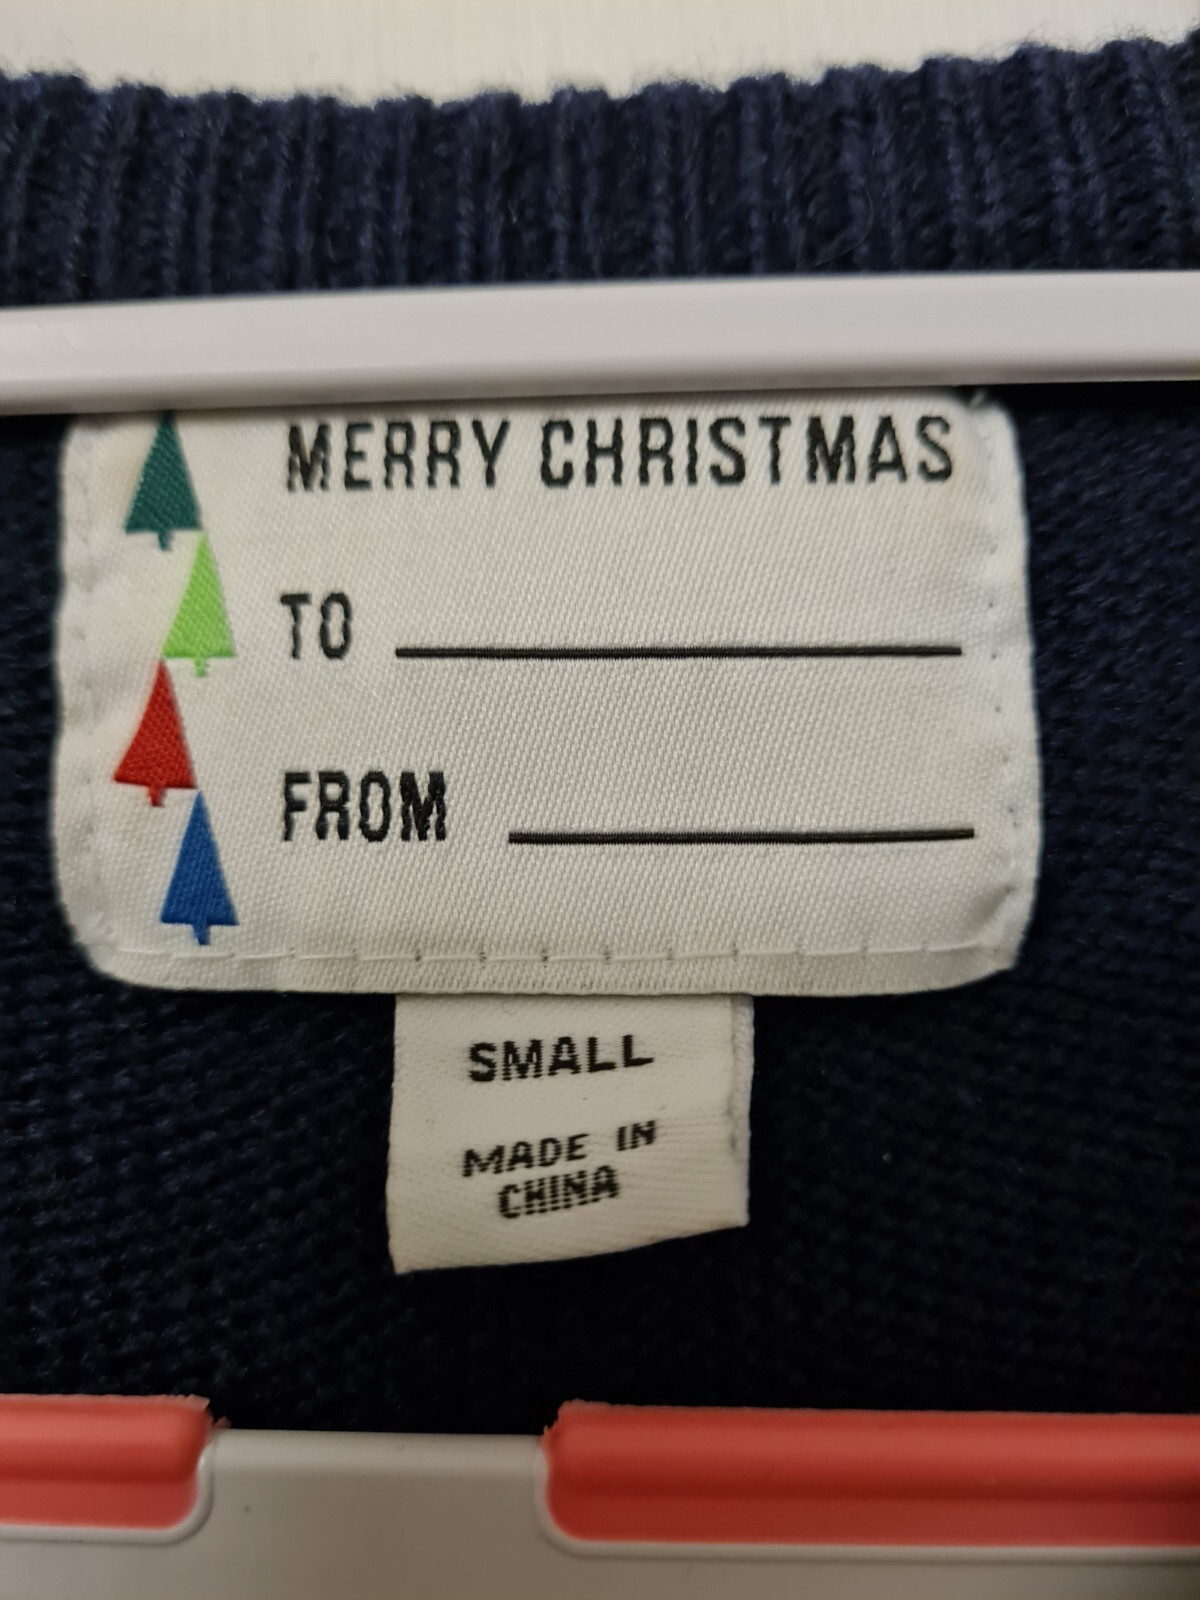 MERRY CHRISTMAS
TO
FROM
SMALL
MADE IN
CHINA